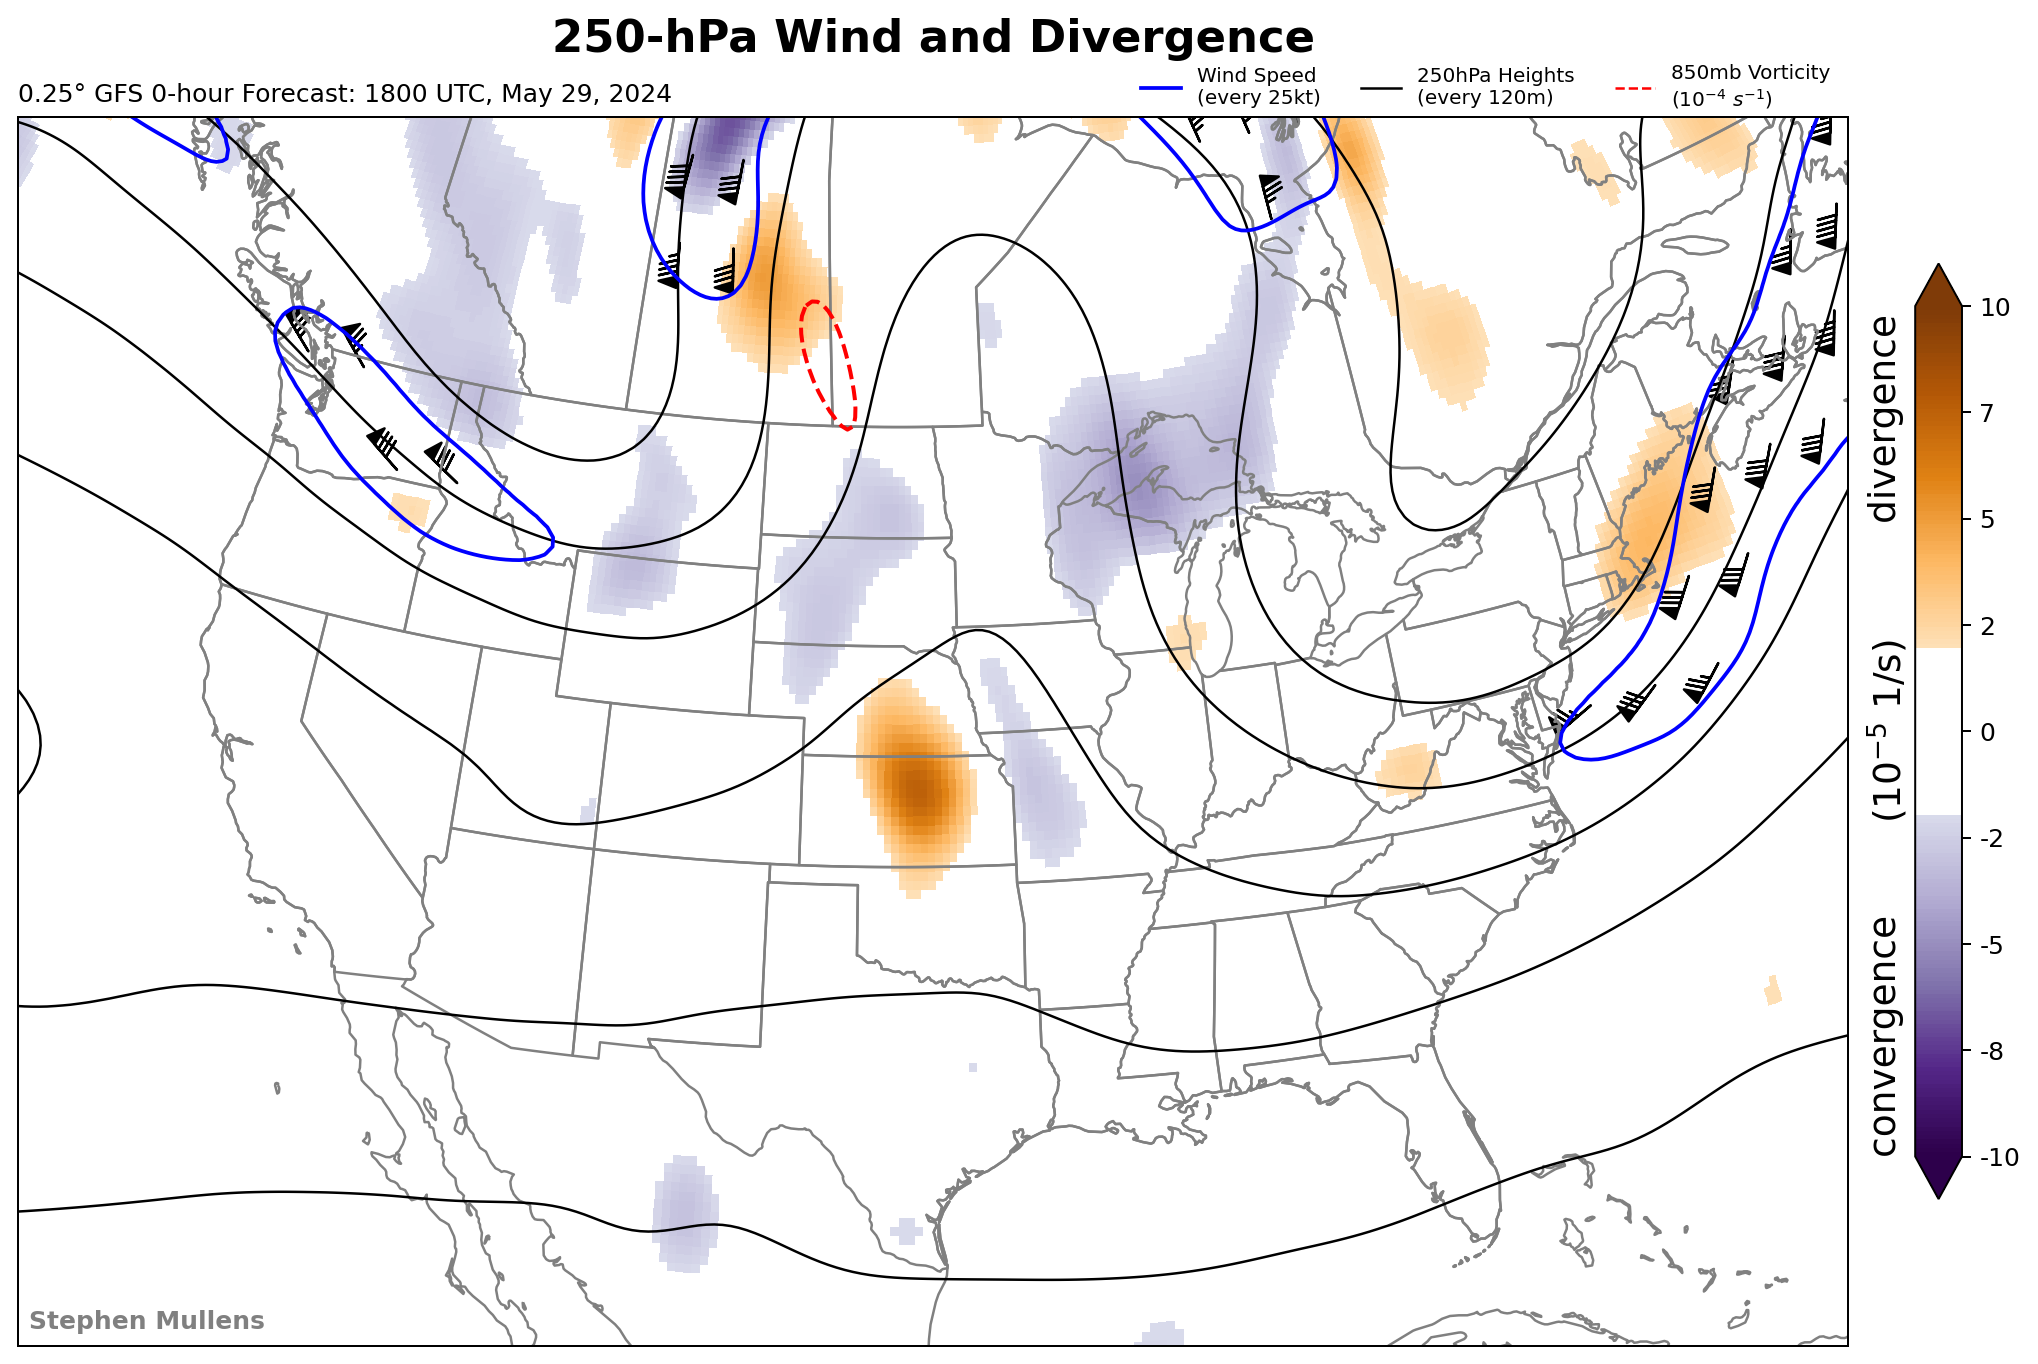 250-hPa Wind and Divergence
0.25° GFS 0-hour Forecast: 1800 UTC, May 29, 2024
Wind Speed
(every 25kt)
250hPa Heights
(every 120m)
850mb Vorticity
(10⁻⁴ s⁻¹)
10
7
5
2
0
-2
-5
-8
-10
convergence (10⁻⁵ 1/s) divergence
Stephen Mullens